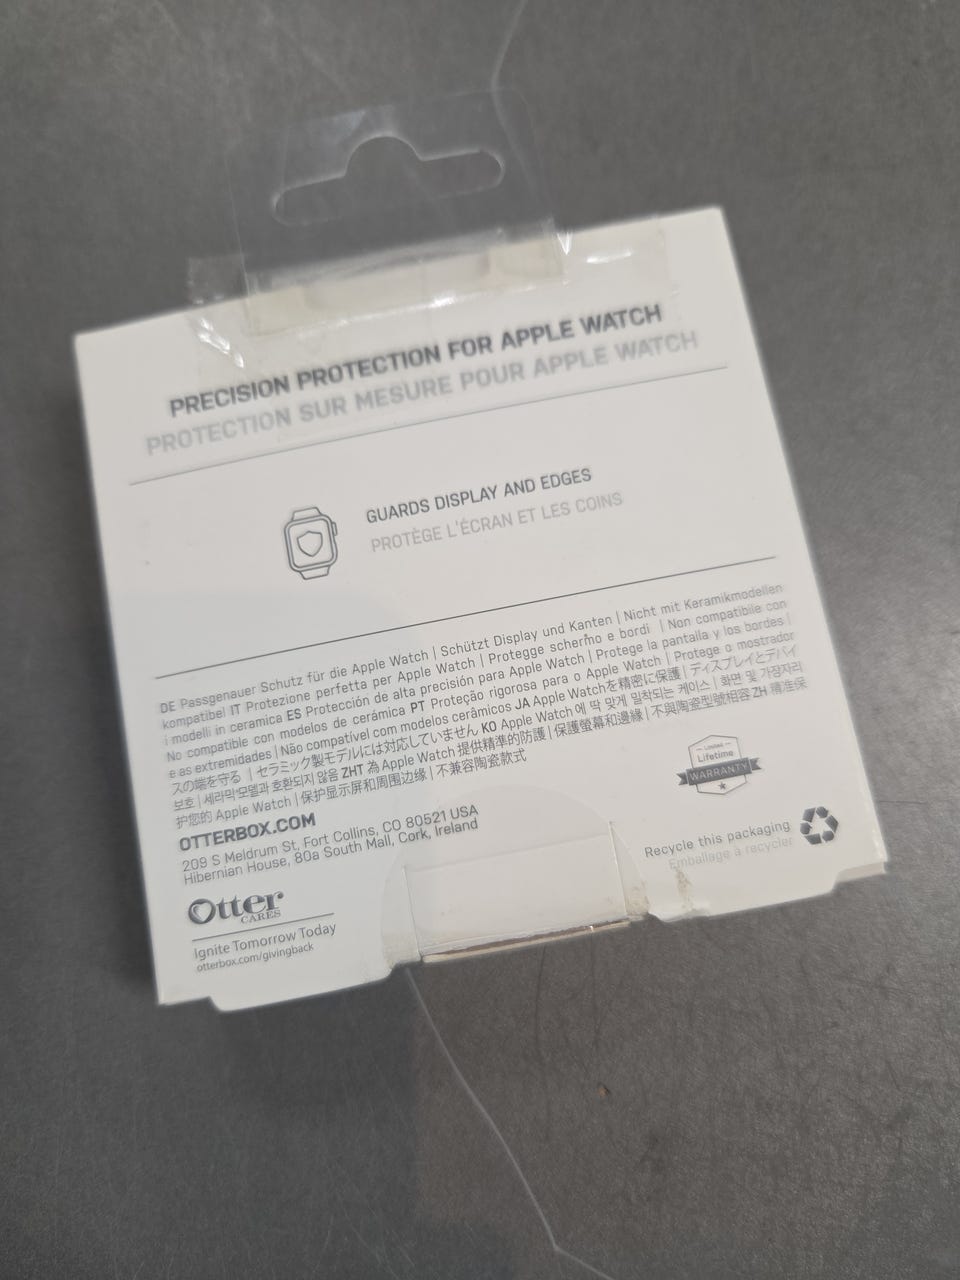 PRECISION PROTECTION FOR APPLE WATCH
PROTECTION SUR MESURE POUR APPLE WATCH
GUARDS DISPLAY AND EDGES
PROTÈGE L'ÉCRAN ET LES COINS
DE Passgenauer Schutz für die Apple Watch | Schützt Display und Kanten | Nicht mit Keramikmodellen
kompatibel IT Protezione perfetta per Apple Watch | Protegge schermo e bordi | Non compatibile con
i modelli in ceramica ES Protección de alta precisión para Apple Watch | Protege la pantalla y los bordes |
No compatible con modelos de cerámica PT Proteção rigorosa para o Apple Watch | Protege o mostrador
e as extremidades | Não compatível com modelos cerâmicos JA Apple Watchを精密に保護 | ディスプレイとデバイ
スの端を守る | セラミック製モデルには対応していません KO Apple Watch에 딱 맞게 밀착되는 케이스 | 화면 및 가장자리
보호 | 세라믹 모델과 호환되지 않음 ZHT 為 Apple Watch 提供精準的防護 | 保護螢幕和邊緣 | 不與陶瓷型號相容 ZH 精准保
护您的 Apple Watch | 保护显示屏和周围边缘 | 不兼容陶瓷款式
OTTERBOX.COM
209 S Meldrum St, Fort Collins, CO 80521 USA
Hibernian House, 80a South Mall, Cork, Ireland
LIMITED
Lifetime
WARRANTY
Recycle this packaging
Emballage à recycler
Otter
CARES
Ignite Tomorrow Today
otterbox.com/givingback